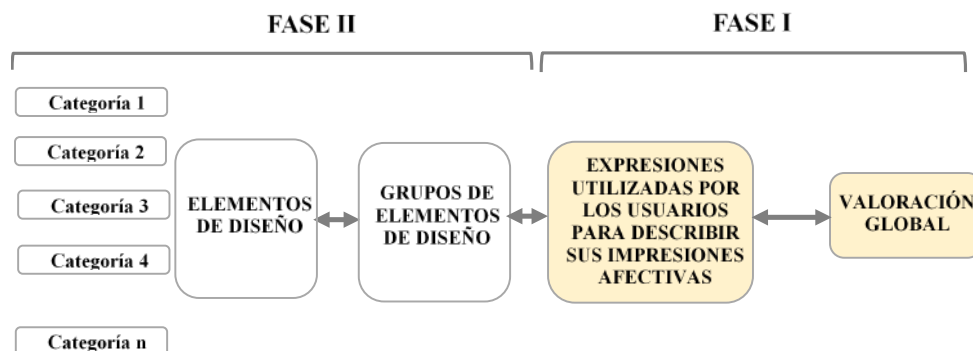 FASE II
FASE I
Categoría 1
Categoría 2
Categoría 3
Categoría 4
Categoría n
ELEMENTOS
DE DISEÑO
GRUPOS DE
ELEMENTOS
DE DISEÑO
EXPRESIONES
UTILIZADAS POR
LOS USUARIOS
PARA DESCRIBIR
SUS IMPRESIONES
AFECTIVAS
VALORACIÓN
GLOBAL